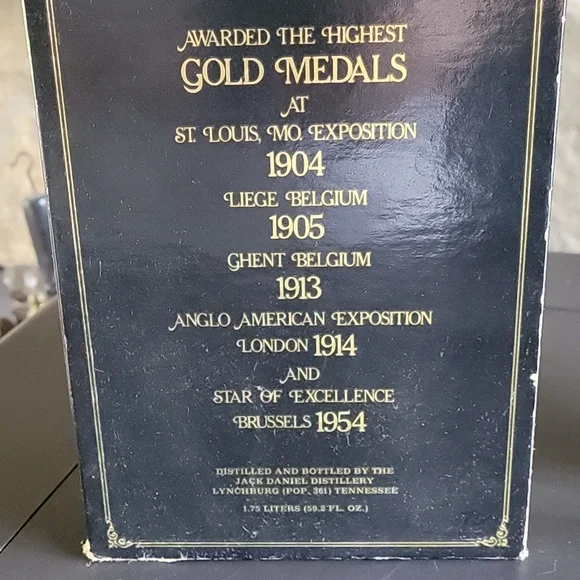 AWARDED THE HIGHEST
GOLD MEDALS
AT
ST. LOUIS, MO. EXPOSITION
1904
LIEGE BELGIUM
1905
GHENT BELGIUM
1913
ANGLO AMERICAN EXPOSITION
LONDON 1914
AND
STAR OF EXCELLENCE
BRUSSELS 1954
DISTILLED AND BOTTLED BY THE
JACK DANIEL DISTILLERY
LYNCHBURG (POP. 361) TENNESSEE
1.75 LITERS (59.2 FL. OZ.)